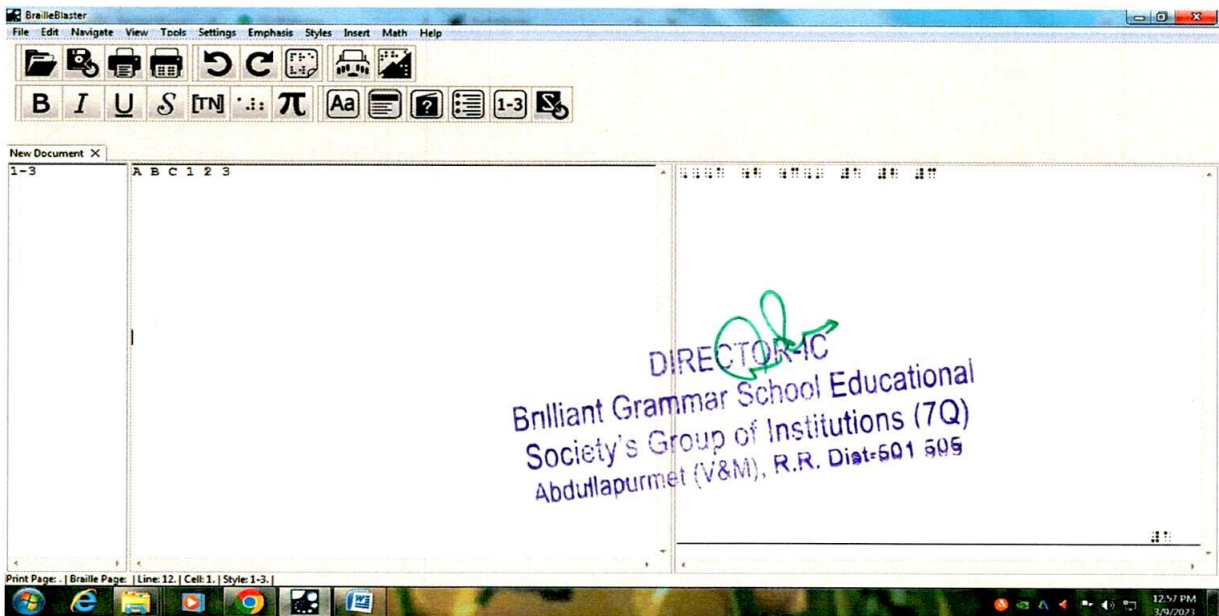 BrailleBlaster
File Edit Navigate View Tools Settings Emphasis Styles Insert Math Help
B I U S [TN] π Aa ? 1-3
New Document
1-3 A B C 1 2 3
DIRECTOR-IC
Brilliant Grammar School Educational
Society's Group of Institutions (7Q)
Abdullapurmet (V&M), R.R. Dist-501 505
Print Page: . | Braille Page: | Line: 12. | Cell: 1. | Style: 1-3. |
12:57 PM
3/9/2023